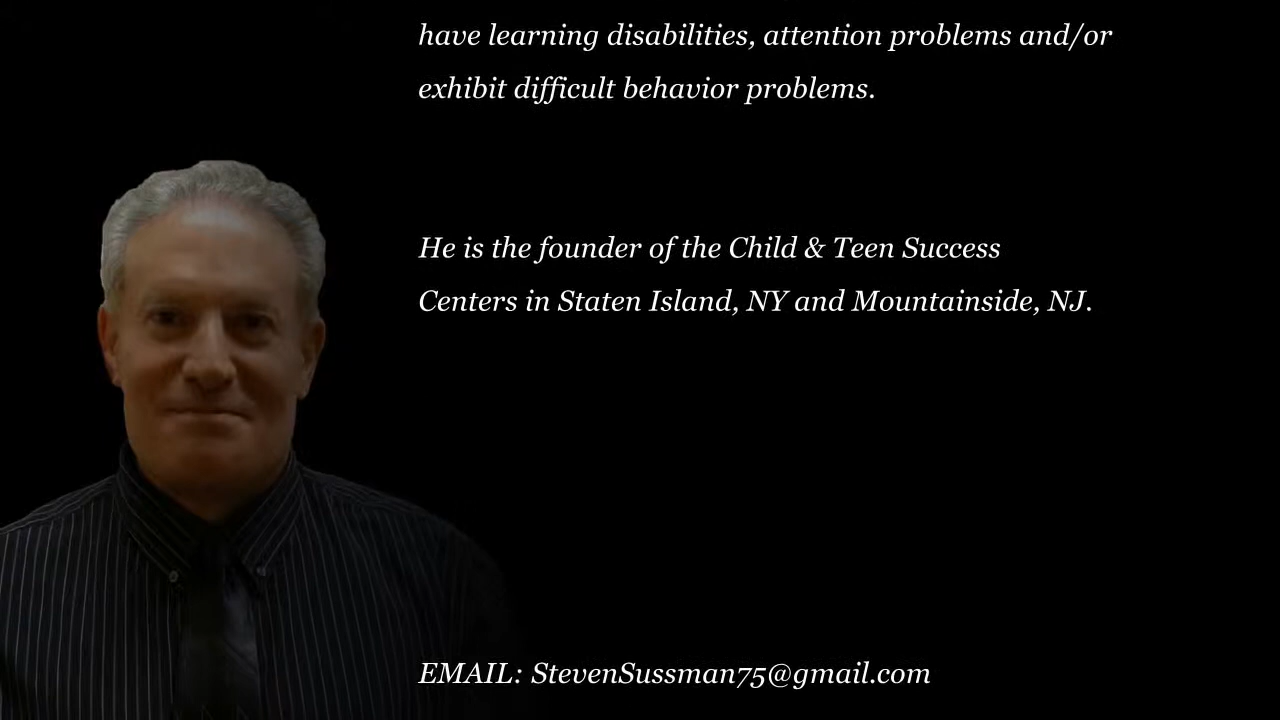 have learning disabilities, attention problems and/or
exhibit difficult behavior problems.
He is the founder of the Child & Teen Success
Centers in Staten Island, NY and Mountainside, NJ.
EMAIL: StevenSussman75@gmail.com